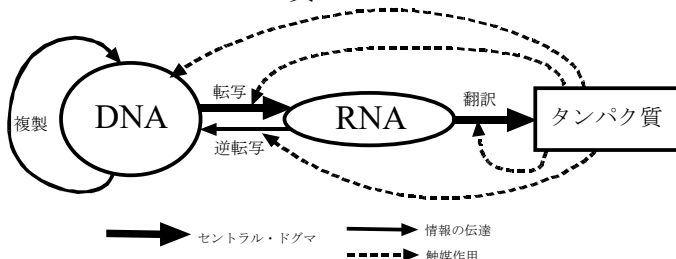 転写
翻訳
複製
DNA
RNA
タンパク質
逆転写
セントラル・ドグマ
情報の伝達
触媒作用